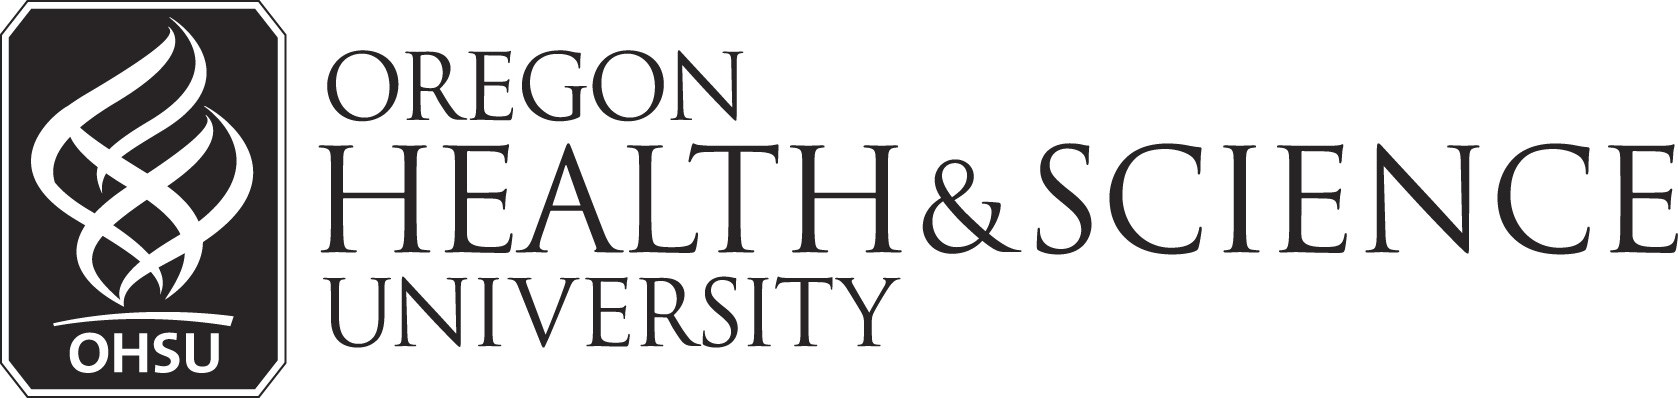 OHSU
OREGON
HEALTH & SCIENCE
UNIVERSITY